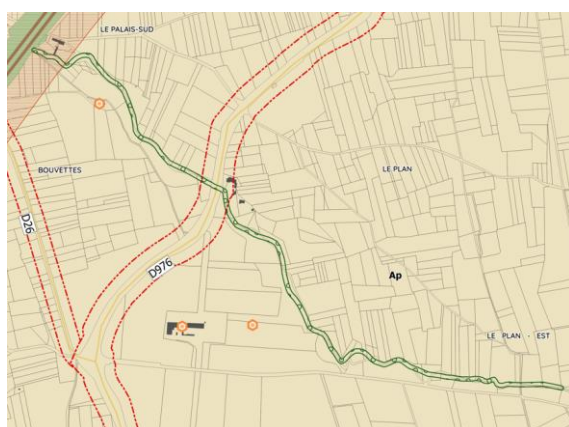 LE PALAIS-SUD
BOUVETTES
LE PLAN
D26
D976
Ap
LE PLAN - EST